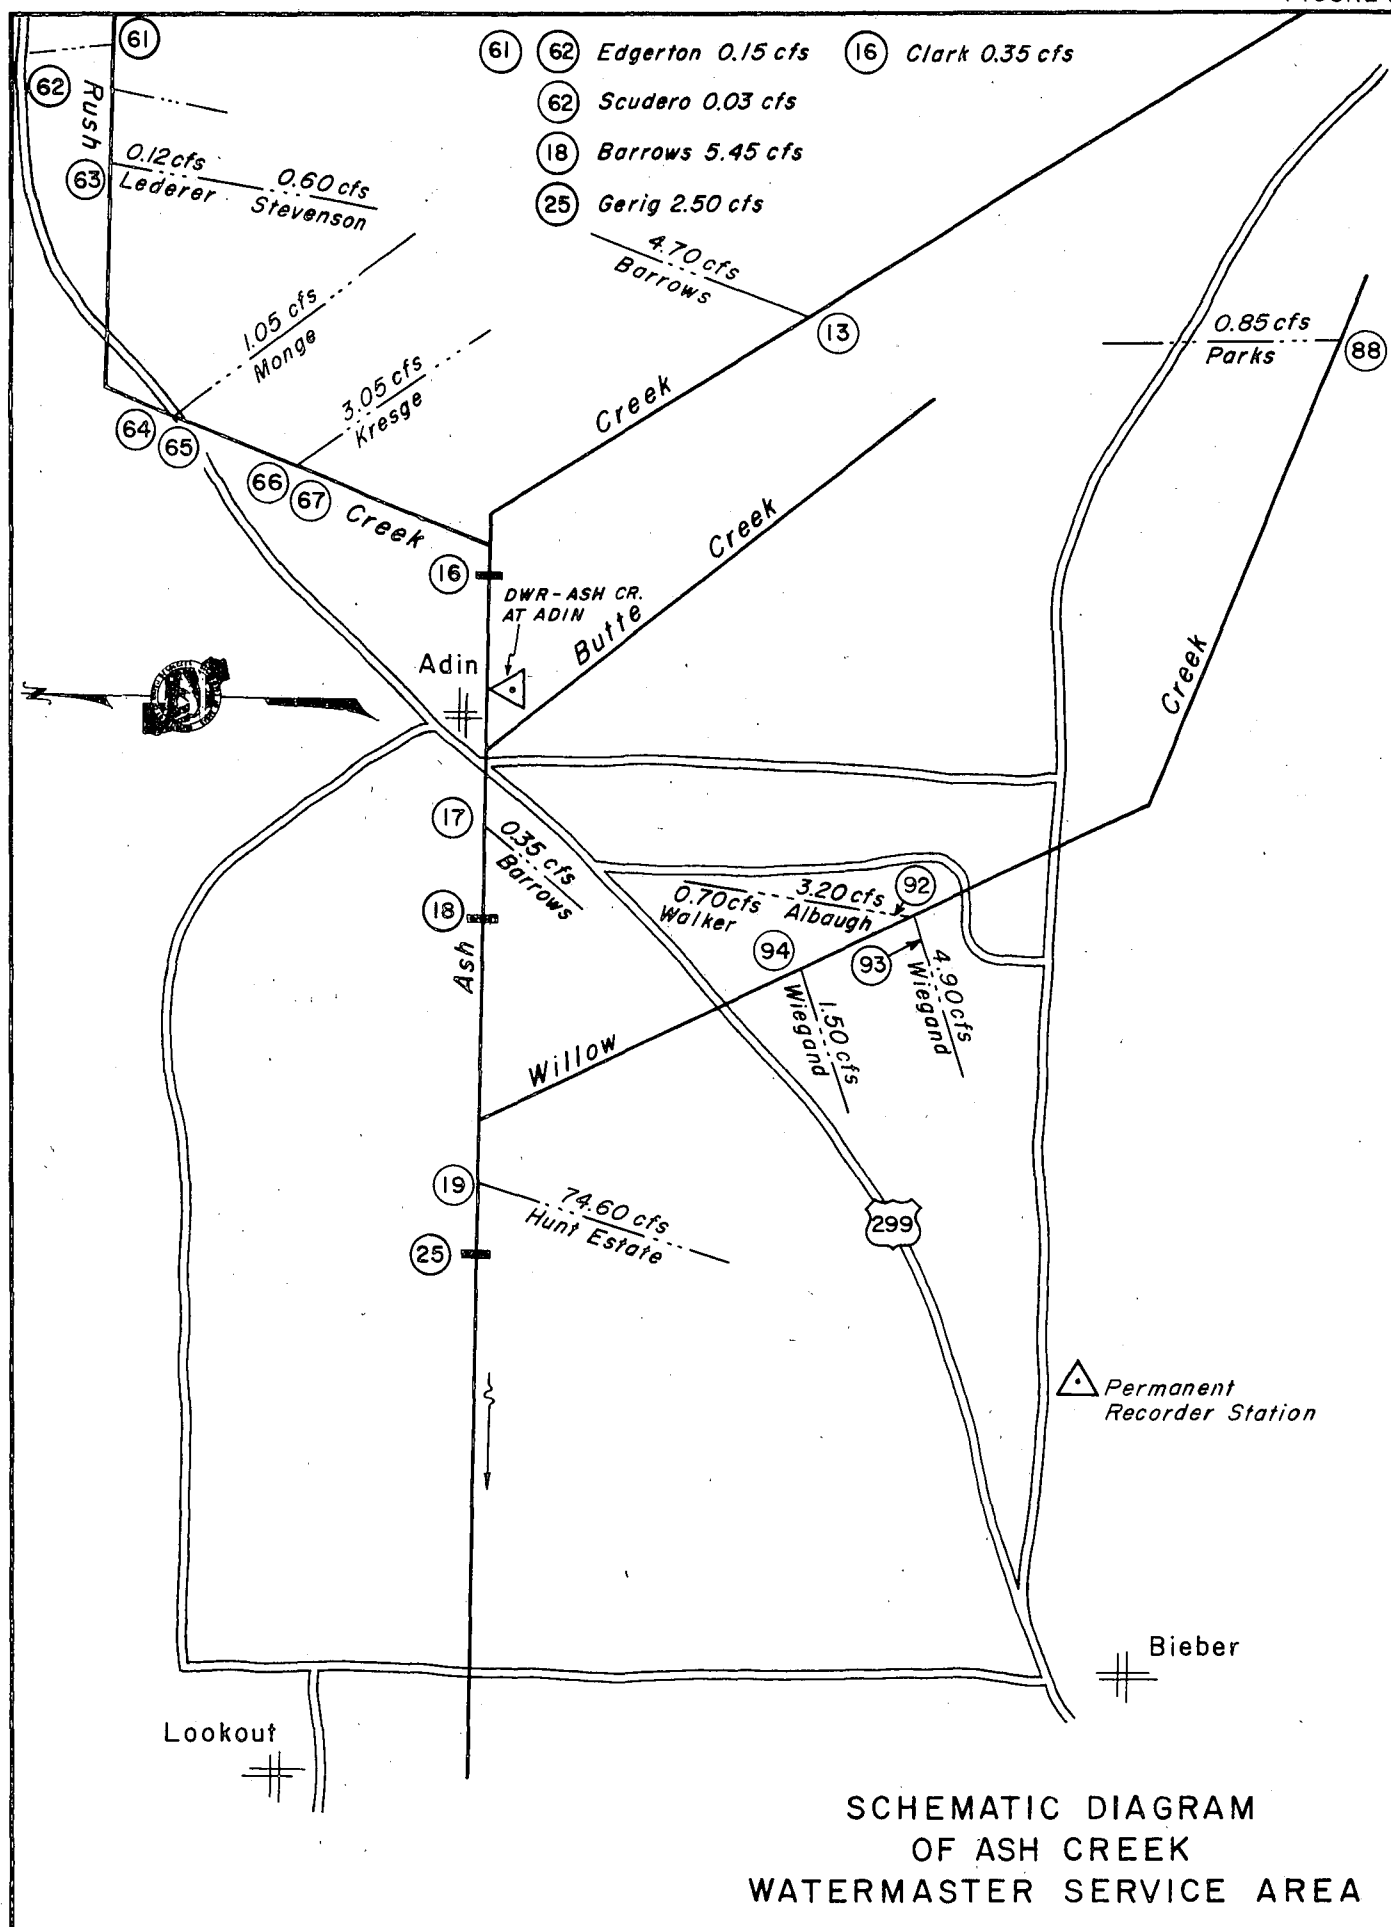 61
62
61 62 Edgerton 0.15 cfs 16 Clark 0.35 cfs
62 Scudero 0.03 cfs
18 Barrows 5.45 cfs
25 Gerig 2.50 cfs
Rush
63
0.12 cfs
Lederer
0.60 cfs
Stevenson
4.70 cfs
Barrows
13
1.05 cfs
Monge
3.05 cfs
Kresge
0.85 cfs
Parks
88
64
65
66
67
Creek
Creek
Creek
16
DWR-ASH CR.
AT ADIN
Butte
Adin
Creek
17
0.35 cfs
Barrows
18
Ash
0.70 cfs
Walker
3.20 cfs
Albaugh
92
94
93
4.90 cfs
Wiegand
1.50 cfs
Wiegand
Willow
19
74.60 cfs
Hunt Estate
299
25
Permanent
Recorder Station
Bieber
Lookout
SCHEMATIC DIAGRAM
OF ASH CREEK
WATERMASTER SERVICE AREA